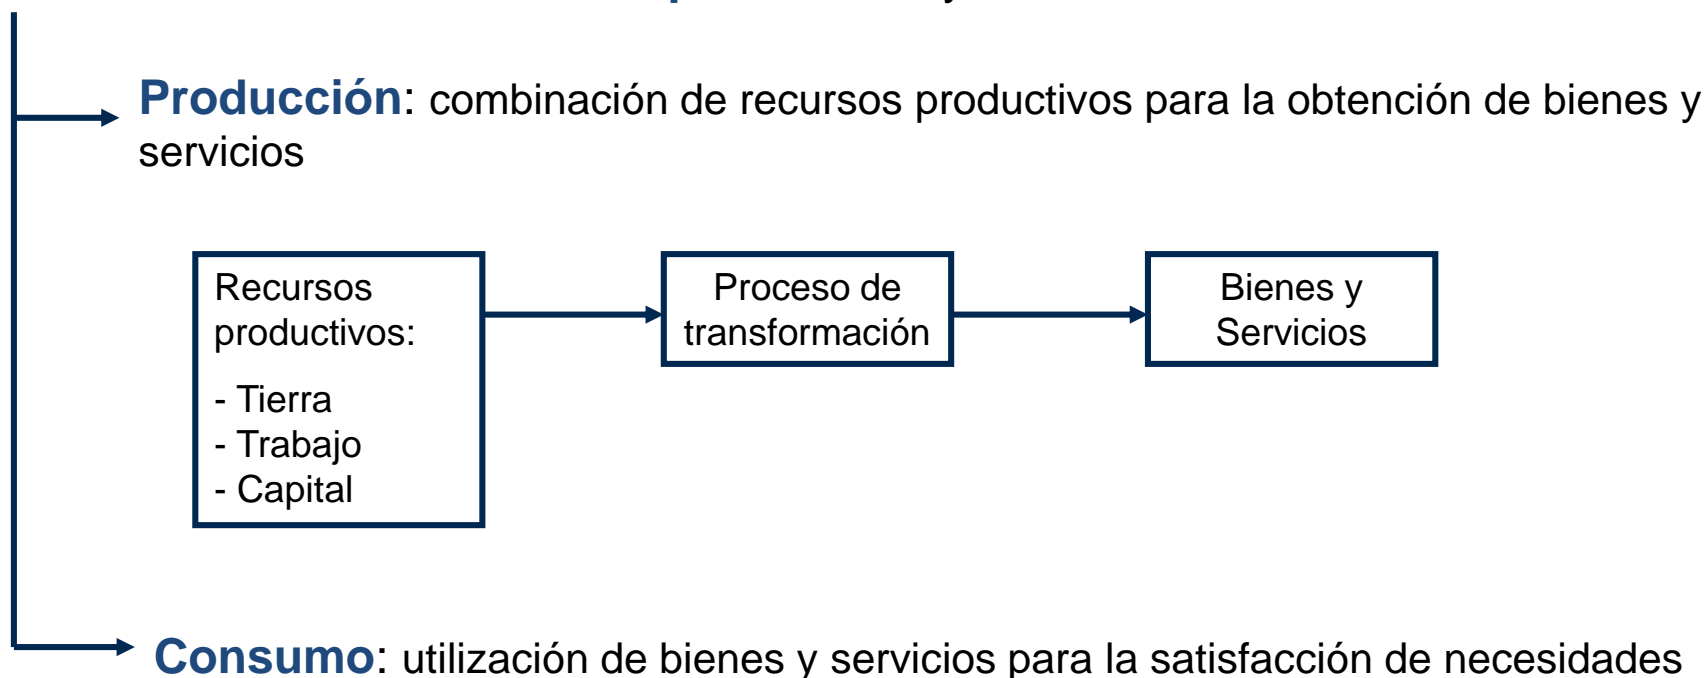 Producción: combinación de recursos productivos para la obtención de bienes y
servicios
Recursos
productivos:
- Tierra
- Trabajo
- Capital
Proceso de
transformación
Bienes y
Servicios
Consumo: utilización de bienes y servicios para la satisfacción de necesidades